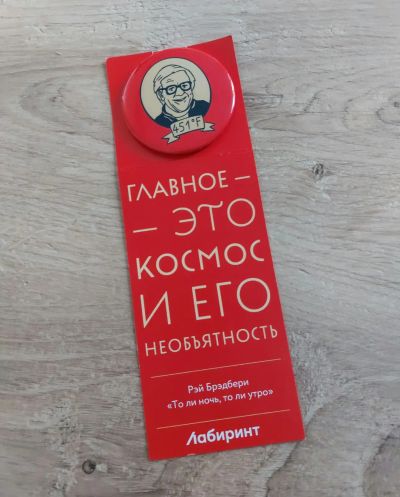 451°F
ГЛАВНОЕ —
— ЭТО
КОСМОС
И ЕГО
НЕОБЪЯТНОСТЬ
Рэй Брэдбери
«То ли ночь, то ли утро»
Лабиринт